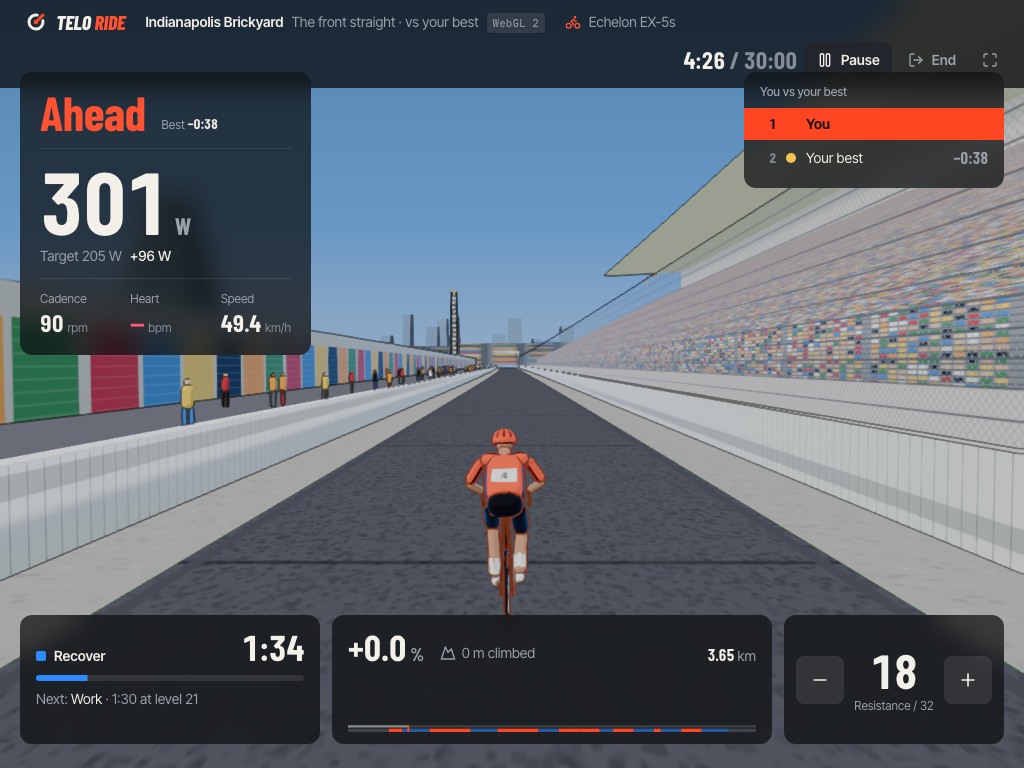 TELO RIDE Indianapolis Brickyard The front straight · vs your best WebGL 2 Echelon EX-5s
4:26 / 30:00 Pause End
Ahead Best −0:38
301 W
Target 205 W +96 W
Cadence Heart Speed
90 rpm — bpm 49.4 km/h
You vs your best
1 You
2 Your best −0:38
4
Recover 1:34
Next: Work · 1:30 at level 21
+0.0 % 0 m climbed 3.65 km
− 18 +
Resistance / 32